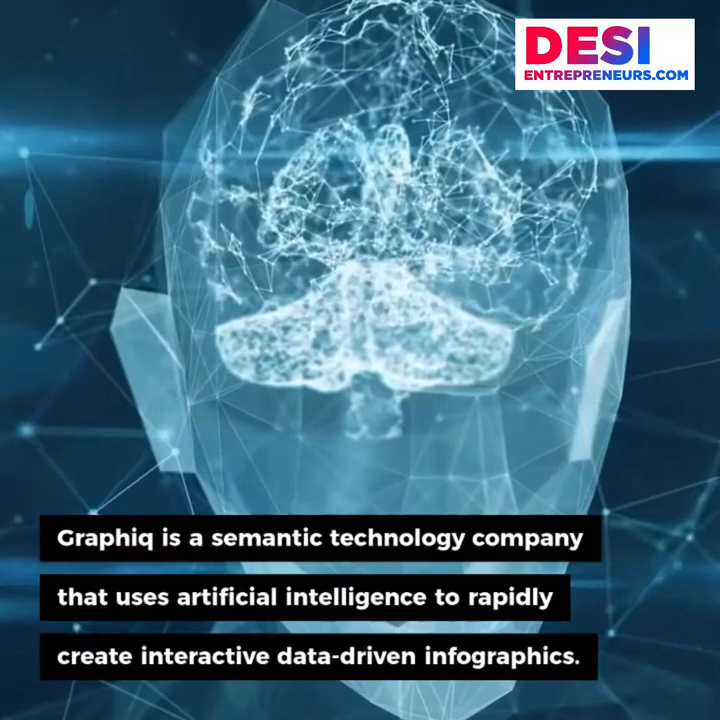 DESI
ENTREPRENEURS.COM
Graphiq is a semantic technology company
that uses artificial intelligence to rapidly
create interactive data-driven infographics.